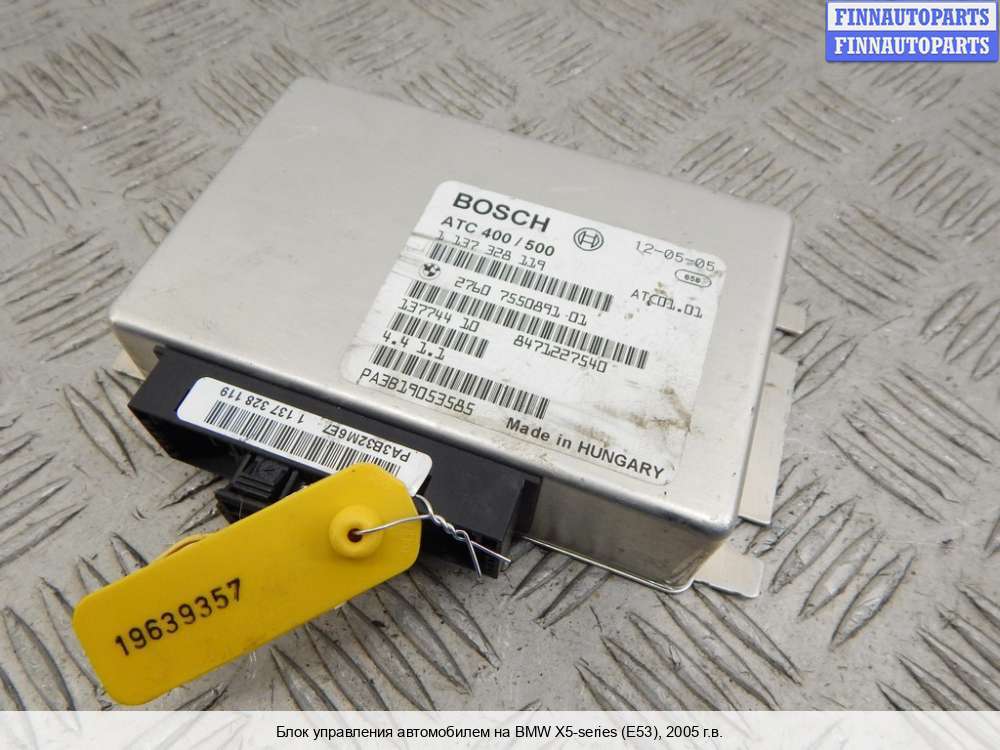 FINNAUTOPARTS
FINNAUTOPARTS
BOSCH
ATC 400 / 500
1 137 328 119
12-05-05
658
ATC01.01
2760 7550891 01
137744 10
8471227540
4.4 1.1
PA3B19053585
Made in HUNGARY
1 137 328 119
PA3B32M6E7
19639357
Блок управления автомобилем на BMW X5-series (E53), 2005 г.в.